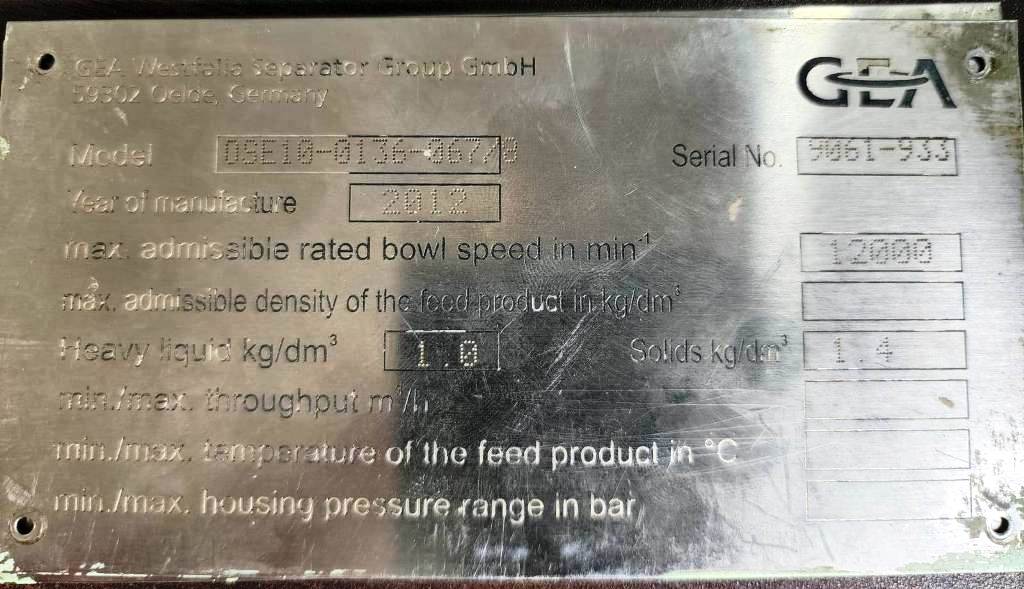 GEA Westfalia Separator Group GmbH
59302 Oelde, Germany
GEA
Model OSE10-0136-067/0 Serial No. 9061-933
Year of manufacture 2012
max. admissible rated bowl speed in min⁻¹ 12000
max. admissible density of the feed product in kg/dm³
Heavy liquid kg/dm³ 1.0 Solids kg/dm³ 1.4
min./max. throughput m³/h
min./max. temperature of the feed product in °C
min./max. housing pressure range in bar